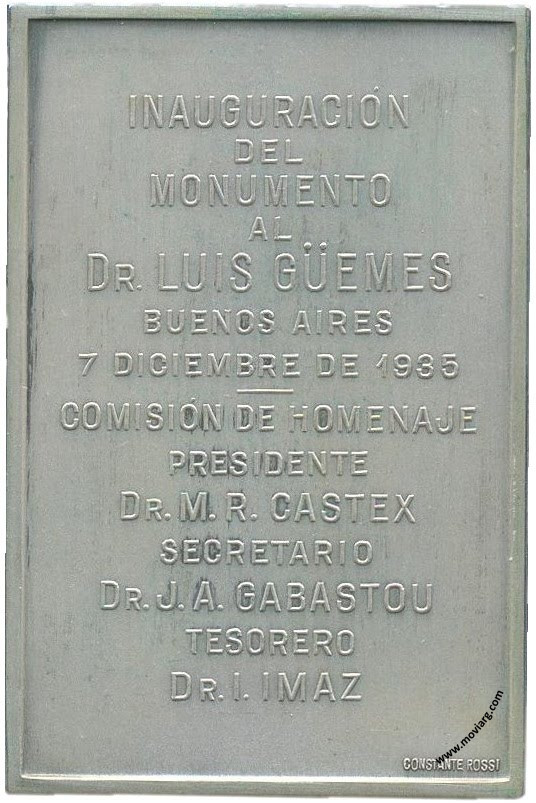 INAUGURACIÓN
DEL
MONUMENTO
AL
DR. LUIS GÜEMES
BUENOS AIRES
7 DICIEMBRE DE 1935
COMISIÓN DE HOMENAJE
PRESIDENTE
DR. M. R. CASTEX
SECRETARIO
DR. J. A. GABASTOU
TESORERO
DR. I. IMAZ
www.moviarg.com
CONSTANTE ROSSI